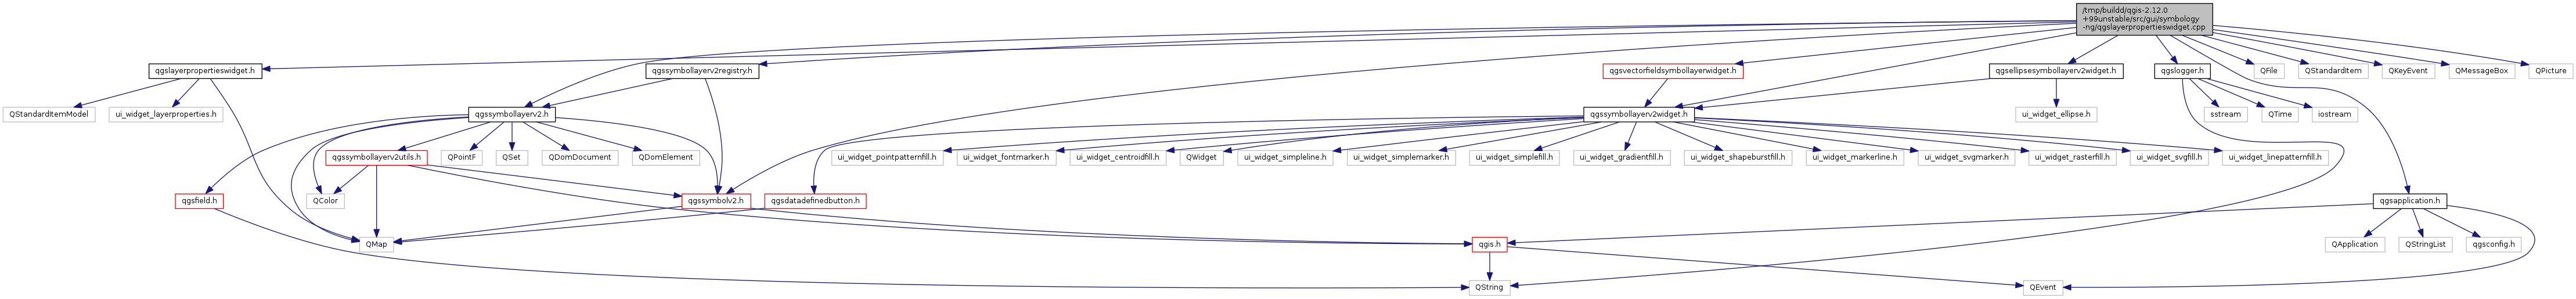 /tmp/buildd/qgis-2.12.0
+99unstable/src/gui/symbology
-ng/qgslayerpropertieswidget.cpp
qgslayerpropertieswidget.h
qgssymbollayerv2registry.h
qgsvectorfieldsymbollayerwidget.h
qgsellipsesymbollayerv2widget.h
qgslogger.h
QFile
QStandardItem
QKeyEvent
QMessageBox
QPicture
QStandardItemModel
ui_widget_layerproperties.h
qgssymbollayerv2.h
qgssymbollayerv2widget.h
ui_widget_ellipse.h
sstream
QTime
iostream
qgssymbollayerv2utils.h
QPointF
QSet
QDomDocument
QDomElement
ui_widget_pointpatternfill.h
ui_widget_fontmarker.h
ui_widget_centroidfill.h
QWidget
ui_widget_simpleline.h
ui_widget_simplemarker.h
ui_widget_simplefill.h
ui_widget_gradientfill.h
ui_widget_shapeburstfill.h
ui_widget_markerline.h
ui_widget_svgmarker.h
ui_widget_rasterfill.h
ui_widget_svgfill.h
ui_widget_linepatternfill.h
qgsfield.h
QColor
qgssymbolv2.h
qgsdatadefinedbutton.h
qgsapplication.h
QMap
qgis.h
QApplication
QStringList
qgsconfig.h
QString
QEvent